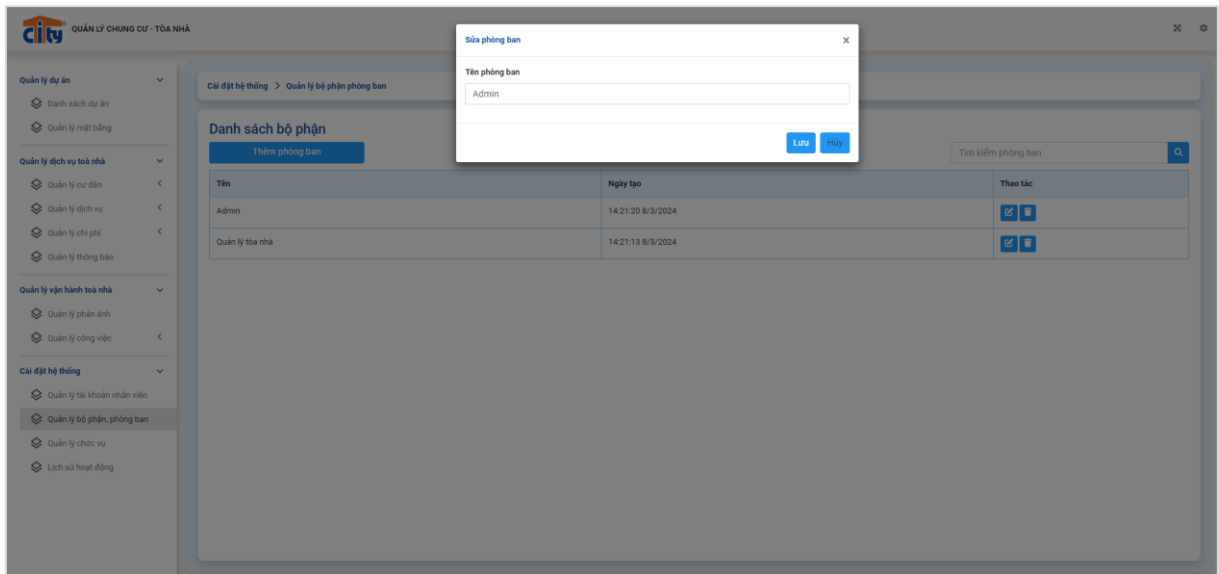 City
QUẢN LÝ CHUNG CƯ - TÒA NHÀ
Sửa phòng ban
×
Tên phòng ban
Admin
Lưu
Hủy
Quản lý dự án
Danh sách dự án
Quản lý mặt bằng
Quản lý dịch vụ toà nhà
Quản lý cư dân
Quản lý dịch vụ
Quản lý chi phí
Quản lý thông báo
Quản lý vận hành toà nhà
Quản lý phản ánh
Quản lý công việc
Cài đặt hệ thống
Quản lý tài khoản nhân viên
Quản lý bộ phận, phòng ban
Quản lý chức vụ
Lịch sử hoạt động
Cài đặt hệ thống > Quản lý bộ phận phòng ban
Danh sách bộ phận
Thêm phòng ban
Tìm kiếm phòng ban
Tên Ngày tạo Thao tác
Admin 14:21:20 8/3/2024
Quản lý tòa nhà 14:21:13 8/3/2024